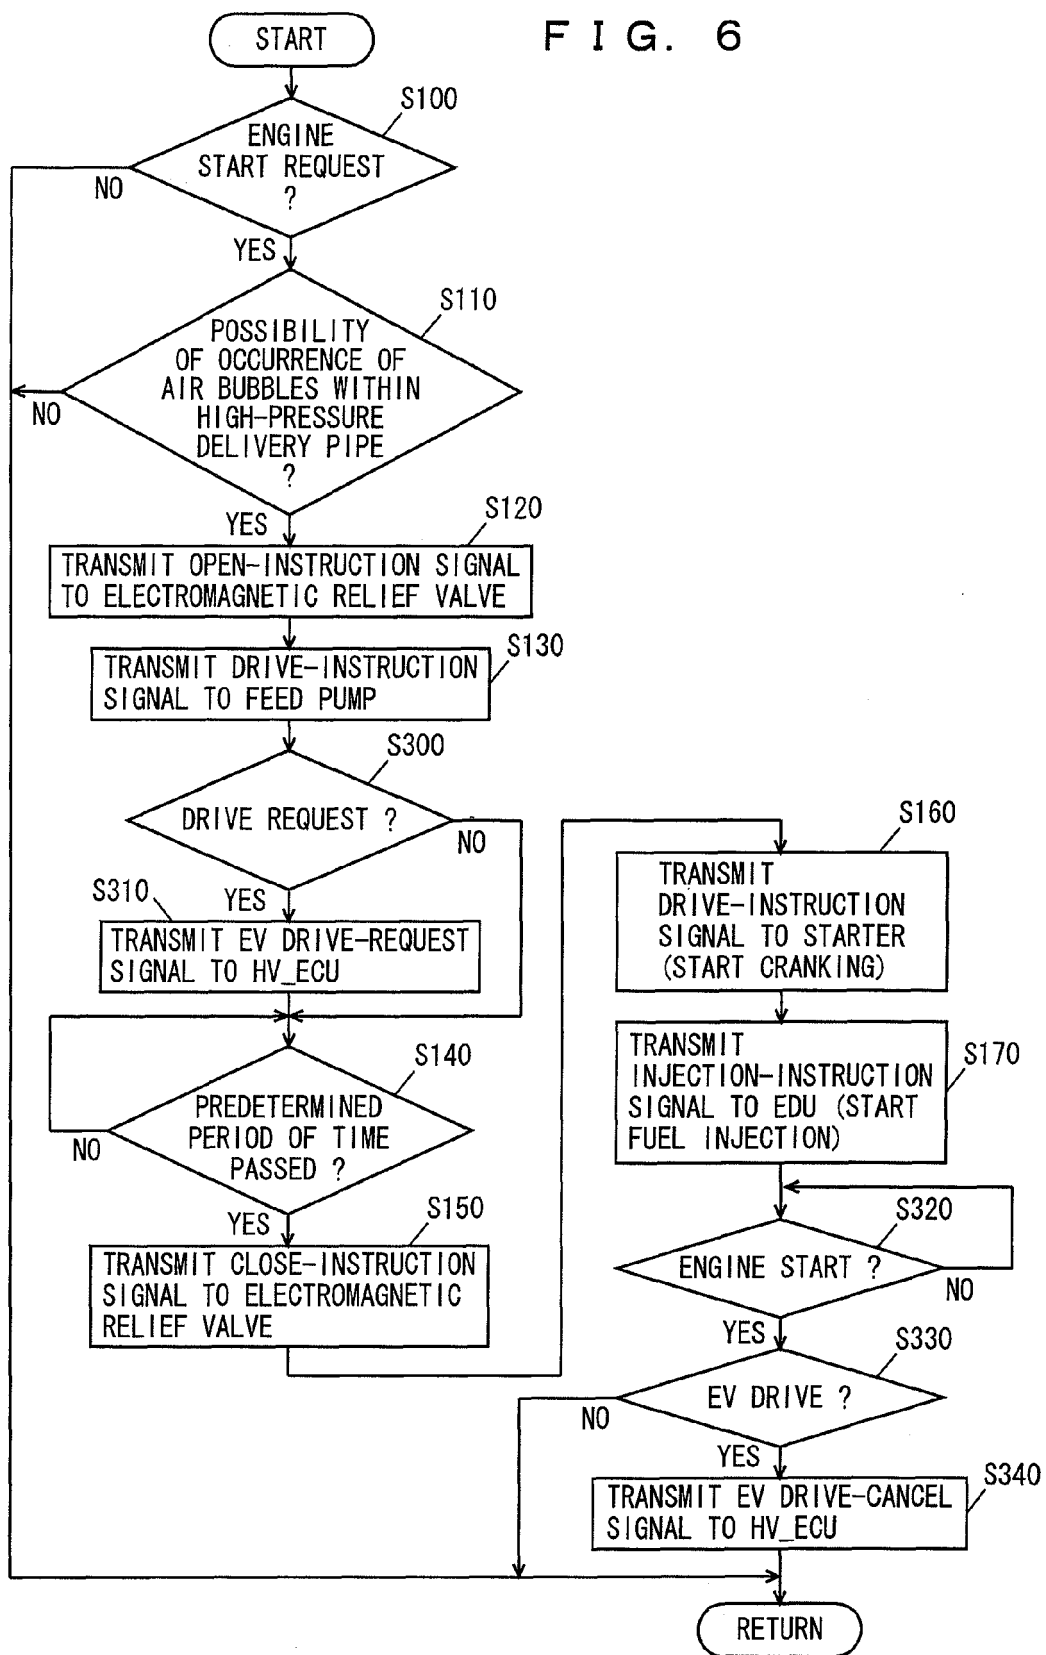 FIG. 6
START
S100
ENGINE
START REQUEST
?
NO
YES
S110
POSSIBILITY
OF OCCURRENCE OF
AIR BUBBLES WITHIN
HIGH-PRESSURE
DELIVERY PIPE
?
NO
YES
S120
TRANSMIT OPEN-INSTRUCTION SIGNAL
TO ELECTROMAGNETIC RELIEF VALVE
S130
TRANSMIT DRIVE-INSTRUCTION
SIGNAL TO FEED PUMP
S300
DRIVE REQUEST ?
NO
YES
S310
TRANSMIT EV DRIVE-REQUEST
SIGNAL TO HV_ECU
S140
PREDETERMINED
PERIOD OF TIME
PASSED ?
NO
YES
S150
TRANSMIT CLOSE-INSTRUCTION
SIGNAL TO ELECTROMAGNETIC
RELIEF VALVE
S160
TRANSMIT
DRIVE-INSTRUCTION
SIGNAL TO STARTER
(START CRANKING)
S170
TRANSMIT
INJECTION-INSTRUCTION
SIGNAL TO EDU (START
FUEL INJECTION)
S320
ENGINE START ?
NO
YES
S330
EV DRIVE ?
NO
YES
S340
TRANSMIT EV DRIVE-CANCEL
SIGNAL TO HV_ECU
RETURN